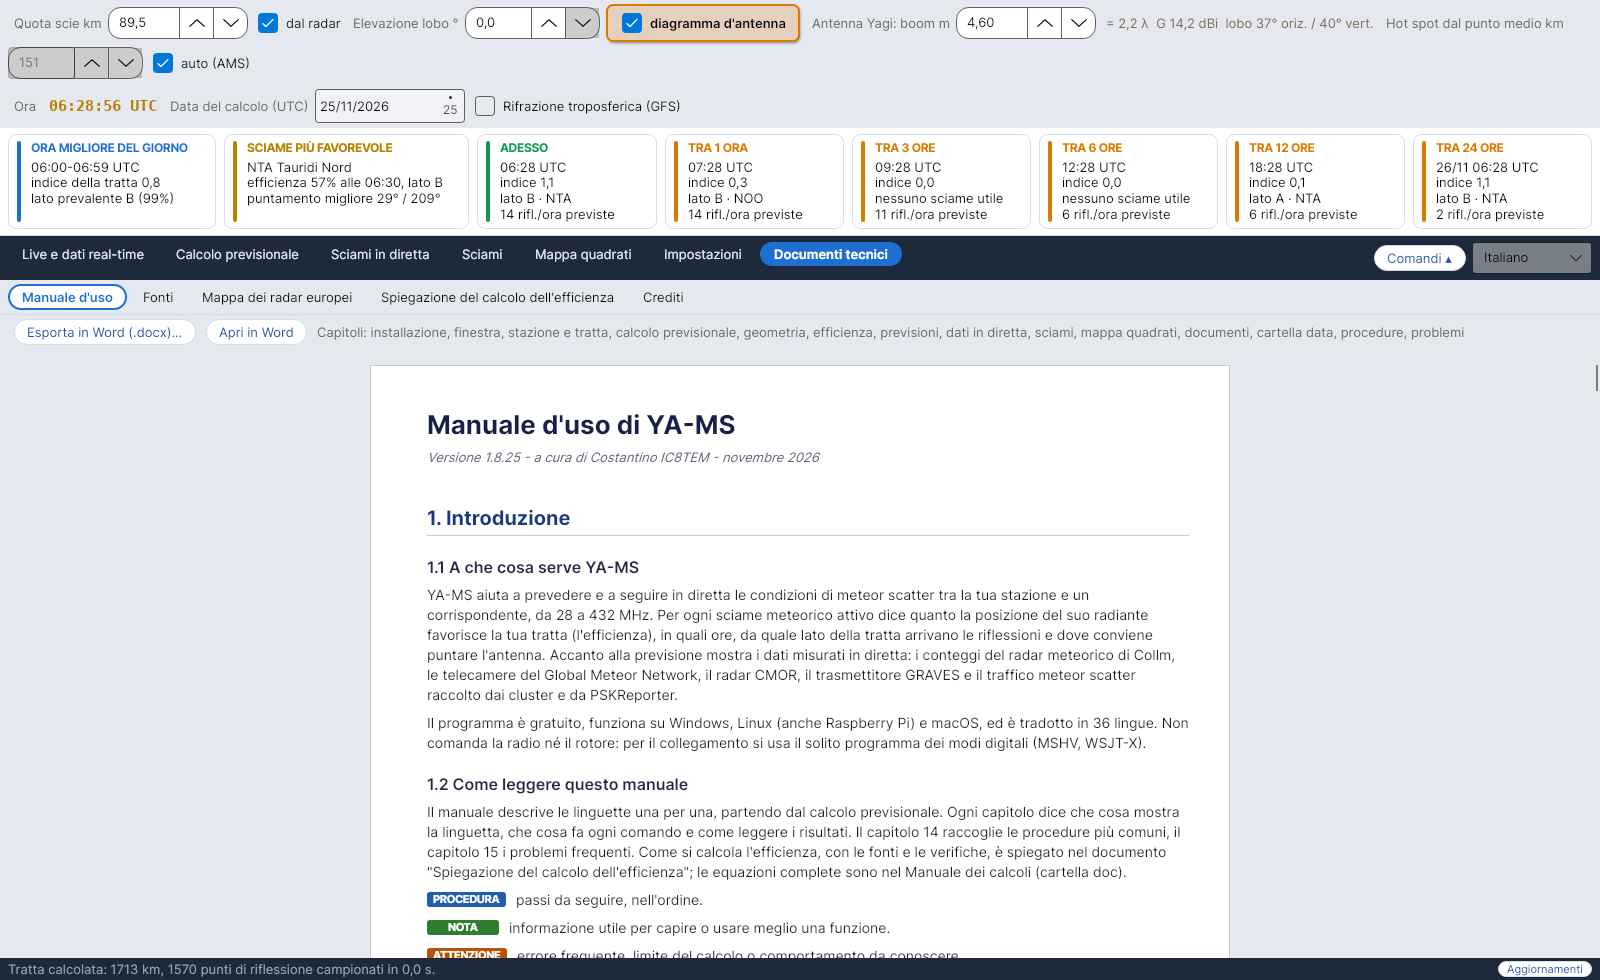 Quota scie km 89,5 dal radar Elevazione lobo ° 0,0 diagramma d'antenna Antenna Yagi: boom m 4,60 = 2,2 λ G 14,2 dBi lobo 37° oriz. / 40° vert. Hot spot dal punto medio km
151 auto (AMS)
Ora 06:28:56 UTC Data del calcolo (UTC) 25/11/2026 25 Rifrazione troposferica (GFS)
ORA MIGLIORE DEL GIORNO
06:00-06:59 UTC
indice della tratta 0,8
lato prevalente B (99%)
SCIAME PIÙ FAVOREVOLE
NTA Tauridi Nord
efficienza 57% alle 06:30, lato B
puntamento migliore 29° / 209°
ADESSO
06:28 UTC
indice 1,1
lato B · NTA
14 rifl./ora previste
TRA 1 ORA
07:28 UTC
indice 0,3
lato B · NOO
14 rifl./ora previste
TRA 3 ORE
09:28 UTC
indice 0,0
nessuno sciame utile
11 rifl./ora previste
TRA 6 ORE
12:28 UTC
indice 0,0
nessuno sciame utile
6 rifl./ora previste
TRA 12 ORE
18:28 UTC
indice 0,1
lato A · NTA
6 rifl./ora previste
TRA 24 ORE
26/11 06:28 UTC
indice 1,1
lato B · NTA
2 rifl./ora previste
Live e dati real-time Calcolo previsionale Sciami in diretta Sciami Mappa quadrati Impostazioni Documenti tecnici Comandi ▴ Italiano
Manuale d'uso Fonti Mappa dei radar europei Spiegazione del calcolo dell'efficienza Crediti
Esporta in Word (.docx)... Apri in Word Capitoli: installazione, finestra, stazione e tratta, calcolo previsionale, geometria, efficienza, previsioni, dati in diretta, sciami, mappa quadrati, documenti, cartella data, procedure, problemi
Manuale d'uso di YA-MS
Versione 1.8.25 - a cura di Costantino IC8TEM - novembre 2026
1. Introduzione
1.1 A che cosa serve YA-MS
YA-MS aiuta a prevedere e a seguire in diretta le condizioni di meteor scatter tra la tua stazione e un
corrispondente, da 28 a 432 MHz. Per ogni sciame meteorico attivo dice quanto la posizione del suo radiante
favorisce la tua tratta (l'efficienza), in quali ore, da quale lato della tratta arrivano le riflessioni e dove conviene
puntare l'antenna. Accanto alla previsione mostra i dati misurati in diretta: i conteggi del radar meteorico di Collm,
le telecamere del Global Meteor Network, il radar CMOR, il trasmettitore GRAVES e il traffico meteor scatter
raccolto dai cluster e da PSKReporter.
Il programma è gratuito, funziona su Windows, Linux (anche Raspberry Pi) e macOS, ed è tradotto in 36 lingue. Non
comanda la radio né il rotore: per il collegamento si usa il solito programma dei modi digitali (MSHV, WSJT-X).
1.2 Come leggere questo manuale
Il manuale descrive le linguette una per una, partendo dal calcolo previsionale. Ogni capitolo dice che cosa mostra
la linguetta, che cosa fa ogni comando e come leggere i risultati. Il capitolo 14 raccoglie le procedure più comuni, il
capitolo 15 i problemi frequenti. Come si calcola l'efficienza, con le fonti e le verifiche, è spiegato nel documento
"Spiegazione del calcolo dell'efficienza"; le equazioni complete sono nel Manuale dei calcoli (cartella doc).
PROCEDURA passi da seguire, nell'ordine.
NOTA informazione utile per capire o usare meglio una funzione.
ATTENZIONE errore frequente, limite del calcolo o comportamento da conoscere.
Tratta calcolata: 1713 km, 1570 punti di riflessione campionati in 0,0 s. Aggiornamenti